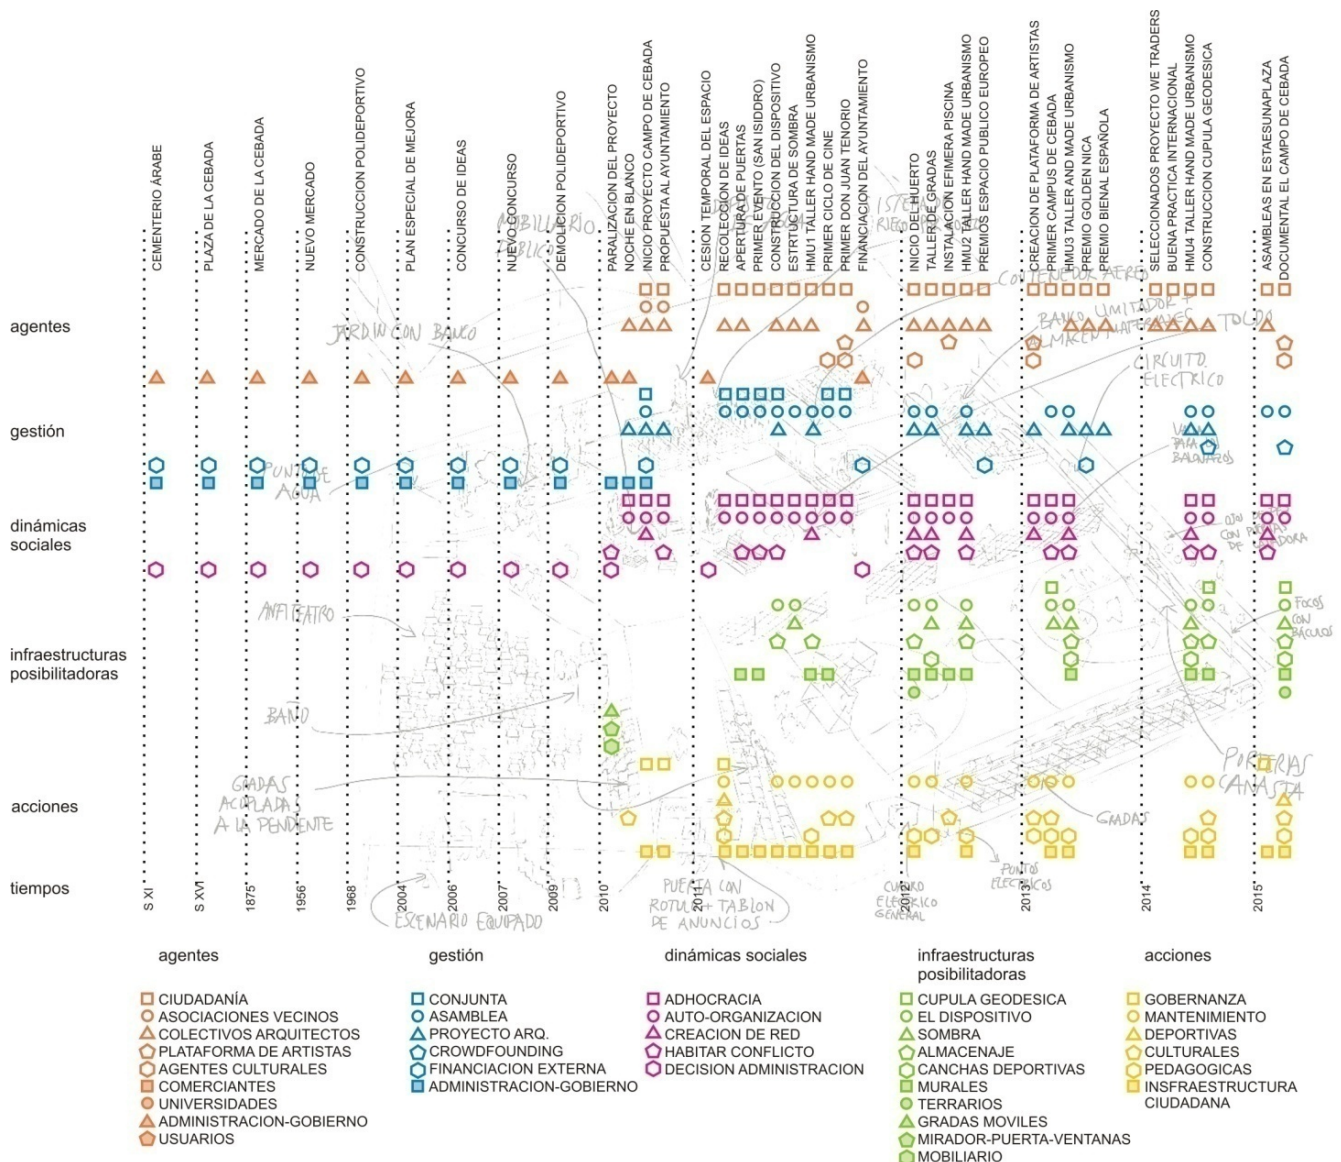 CEMENTERIO ÁRABE
PLAZA DE LA CEBADA
MERCADO DE LA CEBADA
NUEVO MERCADO
CONSTRUCCION POLIDEPORTIVO
PLAN ESPECIAL DE MEJORA
CONCURSO DE IDEAS
NUEVO CONCURSO
DEMOLICION POLIDEPORTIVO
PARALIZACION DEL PROYECTO
NOCHE EN BLANCO
INICIO PROYECTO CAMPO DE CEBADA
PROPUESTA AL AYUNTAMIENTO
CESION TEMPORAL DEL ESPACIO
RECOLECCION DE IDEAS
APERTURA DE PUERTAS
PRIMER EVENTO (SAN ISIDDRO)
CONSTRUCCION DEL DISPOSITIVO
ESTRTUCTURA DE SOMBRA
HMU1 TALLER HAND MADE URBANISMO
PRIMER CICLO DE CINE
PRIMER DON JUAN TENORIO
FINANCIACION DEL AYUNTAMIENTO
INICIO DEL HUERTO
TALLER DE GRADAS
INSTALACION EFIMERA PISCINA
HMU2 TALLER HAND MADE URBANISMO
PREMIOS ESPACIO PUBLICO EUROPEO
CREACION DE PLATAFORMA DE ARTISTAS
PRIMER CAMPUS DE CEBADA
HMU3 TALLER AND MADE URBANISMO
PREMIO GOLDEN NICA
PREMIO BIENAL ESPAÑOLA
SELECCIONADOS PROYECTO WE TRADERS
BUENA PRACTICA INTERNACIONAL
HMU4 TALLER HAND MADE URBANISMO
CONSTRUCCION CUPULA GEODESICA
ASAMBLEAS EN ESTAESUNAPLAZA
DOCUMENTAL EL CAMPO DE CEBADA
MOBILIARIO
PUBLICO
CONTENEDOR AEREO
JARDIN CON BANCO
BANCO LIMITADOR +
ALMACEN MATERIALES
TOLDO
CIRCUITO
ELECTRICO
agentes
gestión
PUNTO DE
AGUA
BALONAZOS
dinámicas
sociales
ANFITEATRO
FOCOS
CON
BÁCULOS
infraestructuras
posibilitadoras
BAÑO
PORTERIAS
CANASTA
GRADAS
ACOPLADAS
A LA PENDIENTE
acciones
GRADAS
PUNTOS
ELECTRICOS
tiempos
S XI
S XVI
1875
1956
1968
2004
2006
2007
2009
2010
2011
2012
2013
2014
2015
ESCENARIO EQUIPADO
PUERTA CON
ROTULO + TABLON
DE ANUNCIOS
CUADRO
ELECTRICO
GENERAL
agentes
CIUDADANÍA
ASOCIACIONES VECINOS
COLECTIVOS ARQUITECTOS
PLATAFORMA DE ARTISTAS
AGENTES CULTURALES
COMERCIANTES
UNIVERSIDADES
ADMINISTRACION-GOBIERNO
USUARIOS
gestión
CONJUNTA
ASAMBLEA
PROYECTO ARQ.
CROWDFOUNDING
FINANCIACION EXTERNA
ADMINISTRACION-GOBIERNO
dinámicas sociales
ADHOCRACIA
AUTO-ORGANIZACION
CREACION DE RED
HABITAR CONFLICTO
DECISION ADMINISTRACION
infraestructuras
posibilitadoras
CUPULA GEODESICA
EL DISPOSITIVO
SOMBRA
ALMACENAJE
CANCHAS DEPORTIVAS
MURALES
TERRARIOS
GRADAS MOVILES
MIRADOR-PUERTA-VENTANAS
MOBILIARIO
acciones
GOBERNANZA
MANTENIMIENTO
DEPORTIVAS
CULTURALES
PEDAGOGICAS
INSFRAESTRUCTURA
CIUDADANA